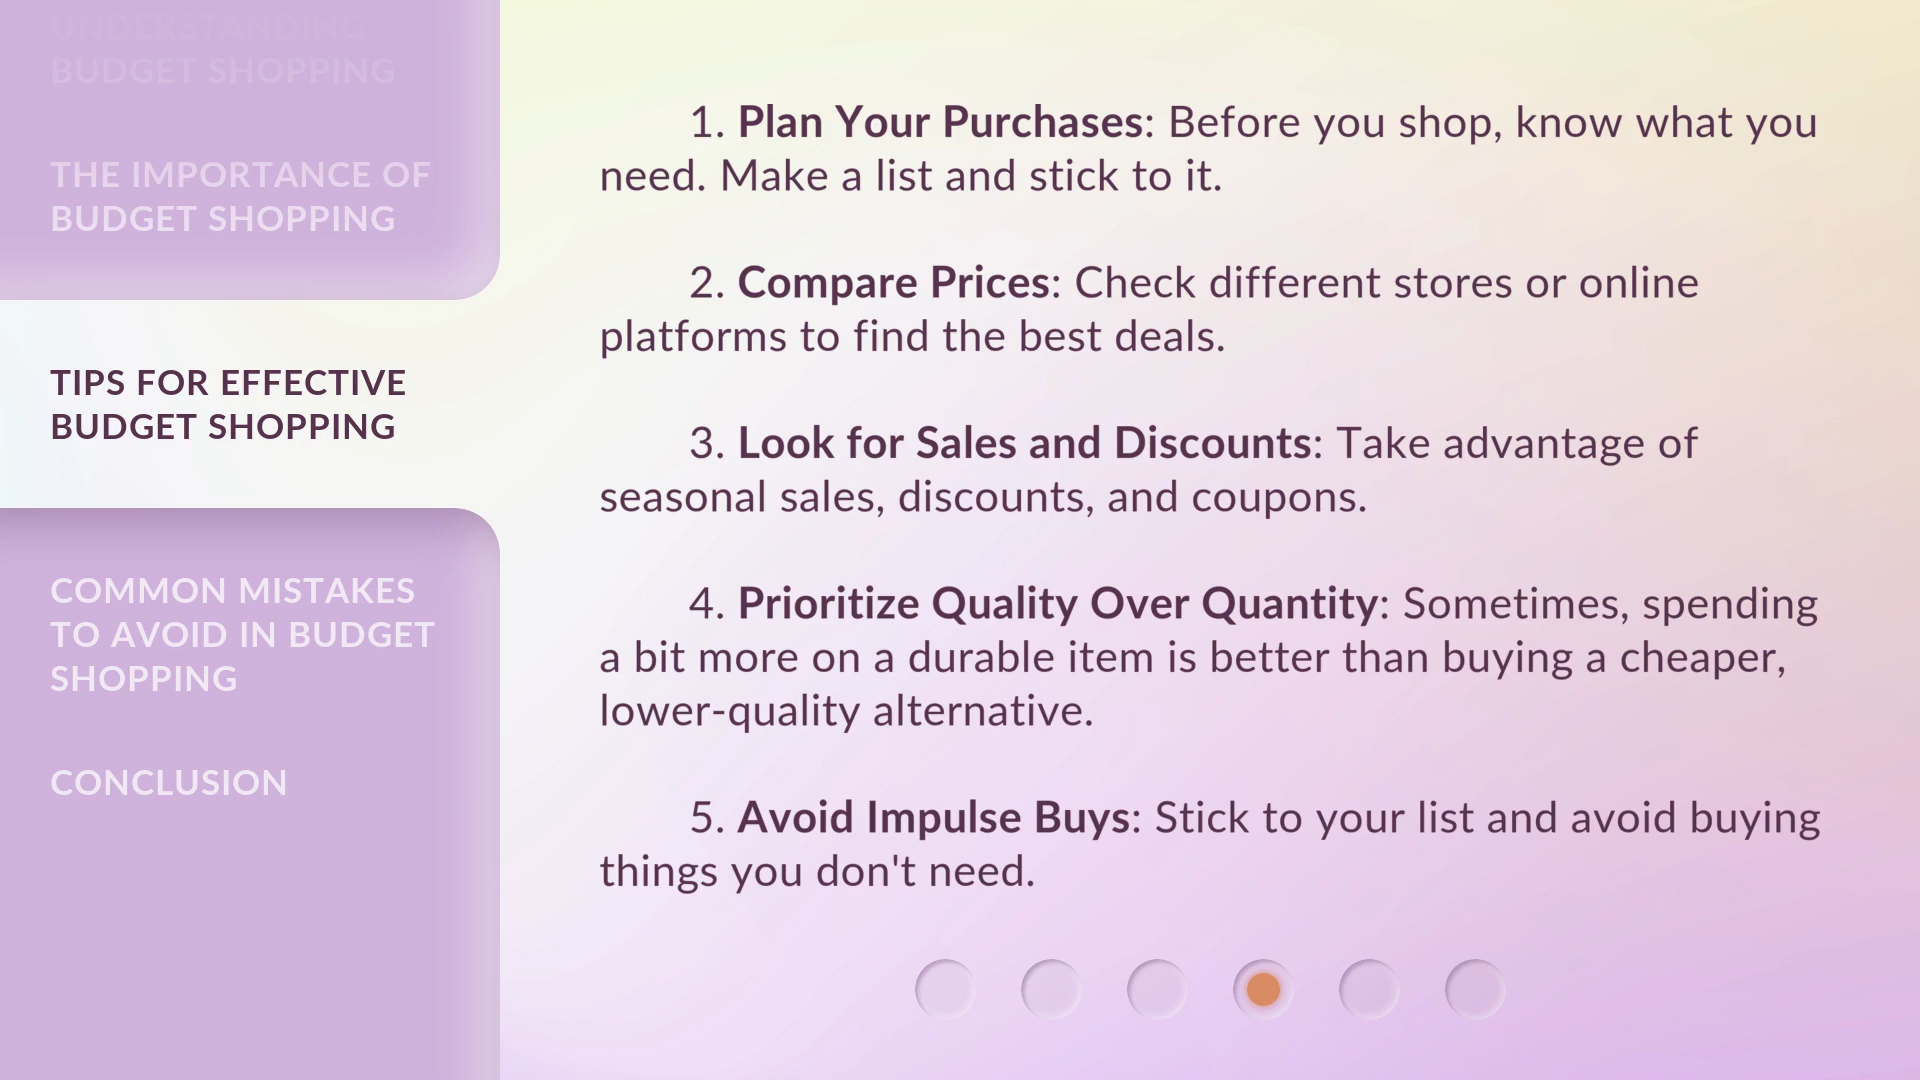 UNDERSTANDING
BUDGET SHOPPING
THE IMPORTANCE OF
BUDGET SHOPPING
TIPS FOR EFFECTIVE
BUDGET SHOPPING
COMMON MISTAKES
TO AVOID IN BUDGET
SHOPPING
CONCLUSION
1. Plan Your Purchases: Before you shop, know what you
need. Make a list and stick to it.
2. Compare Prices: Check different stores or online
platforms to find the best deals.
3. Look for Sales and Discounts: Take advantage of
seasonal sales, discounts, and coupons.
4. Prioritize Quality Over Quantity: Sometimes, spending
a bit more on a durable item is better than buying a cheaper,
lower-quality alternative.
5. Avoid Impulse Buys: Stick to your list and avoid buying
things you don't need.